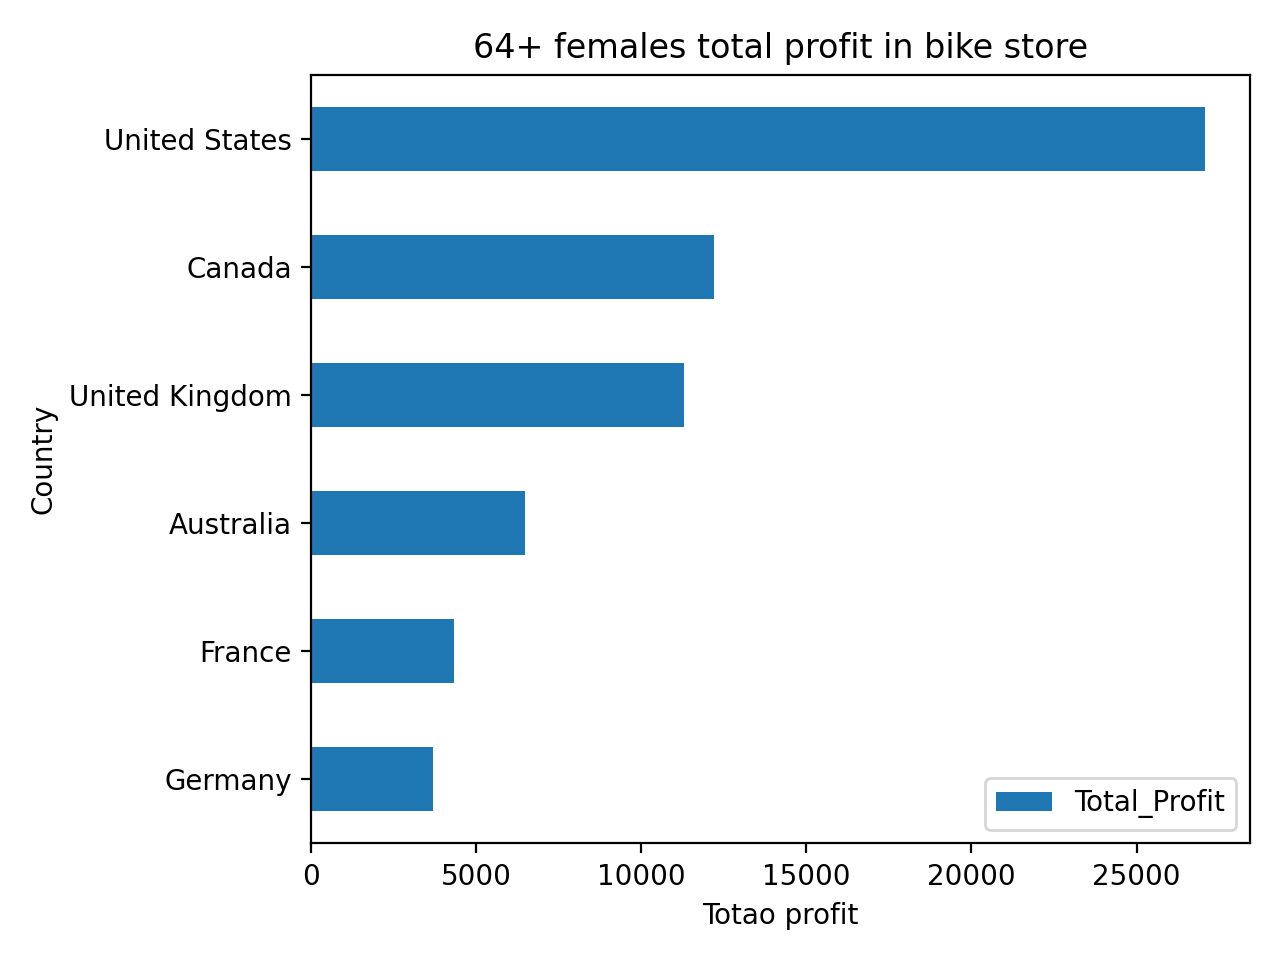 64+ females total profit in bike store
United States
Canada
United Kingdom
Australia
France
Germany
Country
Total_Profit
0 5000 10000 15000 20000 25000
Totao profit